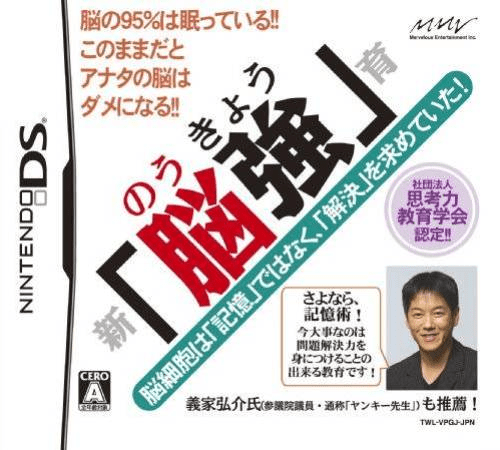 脳の95%は眠っている!!
このままだと
アナタの脳は
ダメになる!!
MMV
Marvelous Entertainment Inc.
NINTENDO DS
新「脳強」育
のうきょう
脳細胞は「記憶」ではなく、「解決」を求めていた!
社団法人
思考力
教育学会
認定!!
さよなら、
記憶術!
今大事なのは
問題解決力を
身につけることの
出来る教育です!
CERO
A
全年齢対象
義家弘介氏(参議院議員・通称「ヤンキー先生」)も推薦!
TWL-VPGJ-JPN